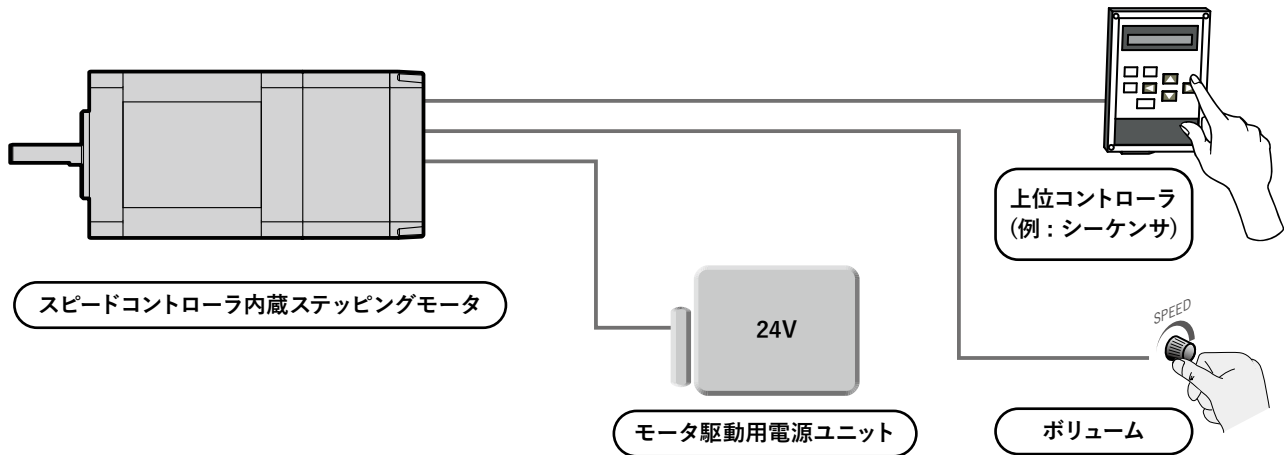 上位コントローラ
(例：シーケンサ)
スピードコントローラ内蔵ステッピングモータ
24V
SPEED
モータ駆動用電源ユニット
ボリューム